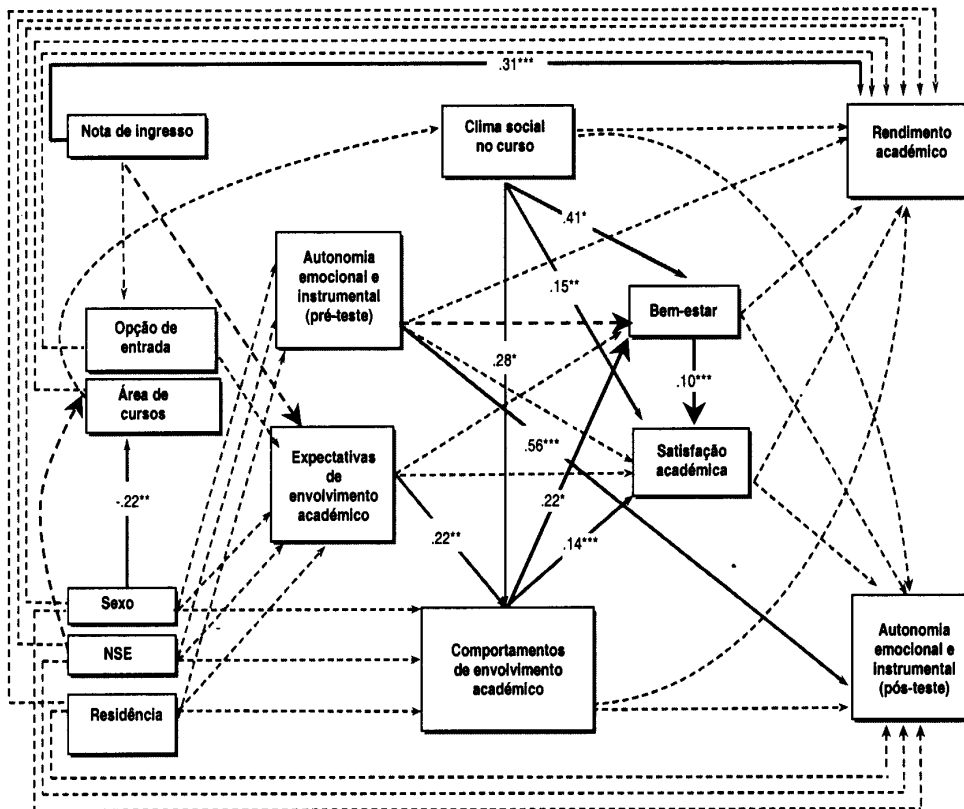 .31***
Nota de ingresso
Clima social
no curso
Rendimento
académico
.41*
Autonomia
emocional e
instrumental
(pré-teste)
.15**
Bem-estar
Opção de
entrada
.28*
.10***
Área de
cursos
Expectativas
de
envolvimento
académico
.56***
Satisfação
académica
-.22**
.22*
.22**
.14***
Sexo
Comportamentos
de envolvimento
académico
Autonomia
emocional e
instrumental
(pós-teste)
NSE
Residência